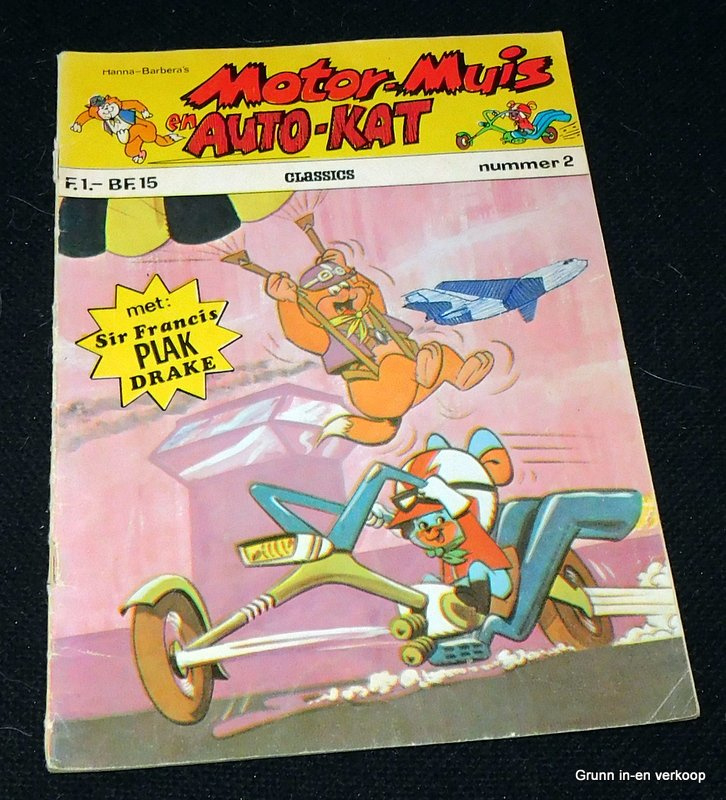 Hanna-Barbera's
Motor-Muis
en AUTO-KAT
F.1.- BF.15
CLASSICS
nummer 2
met:
Sir Francis
PLAK
DRAKE
Grunn in-en verkoop